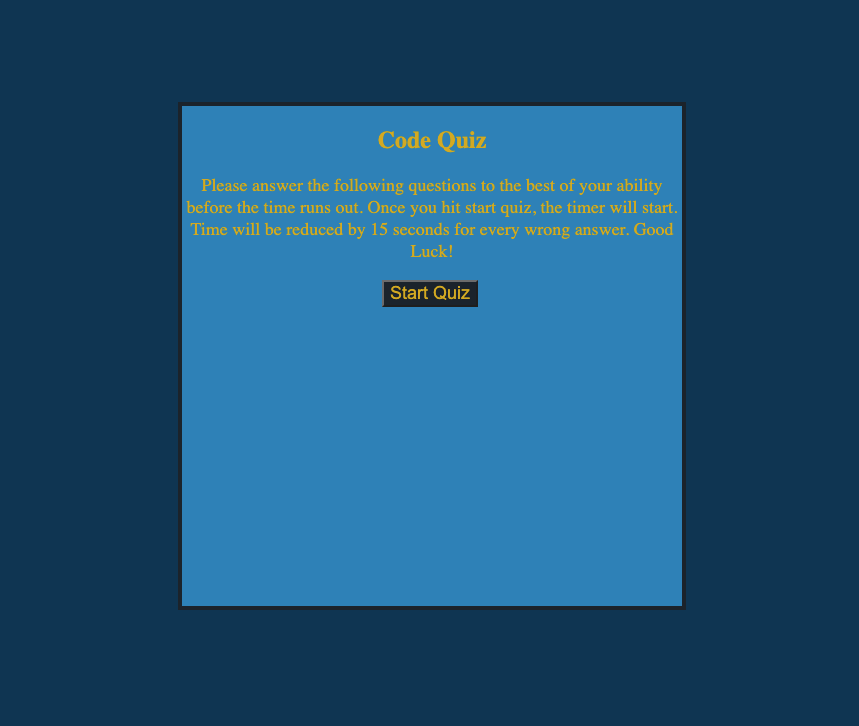 Code Quiz
Please answer the following questions to the best of your ability
before the time runs out. Once you hit start quiz, the timer will start.
Time will be reduced by 15 seconds for every wrong answer. Good
Luck!
Start Quiz